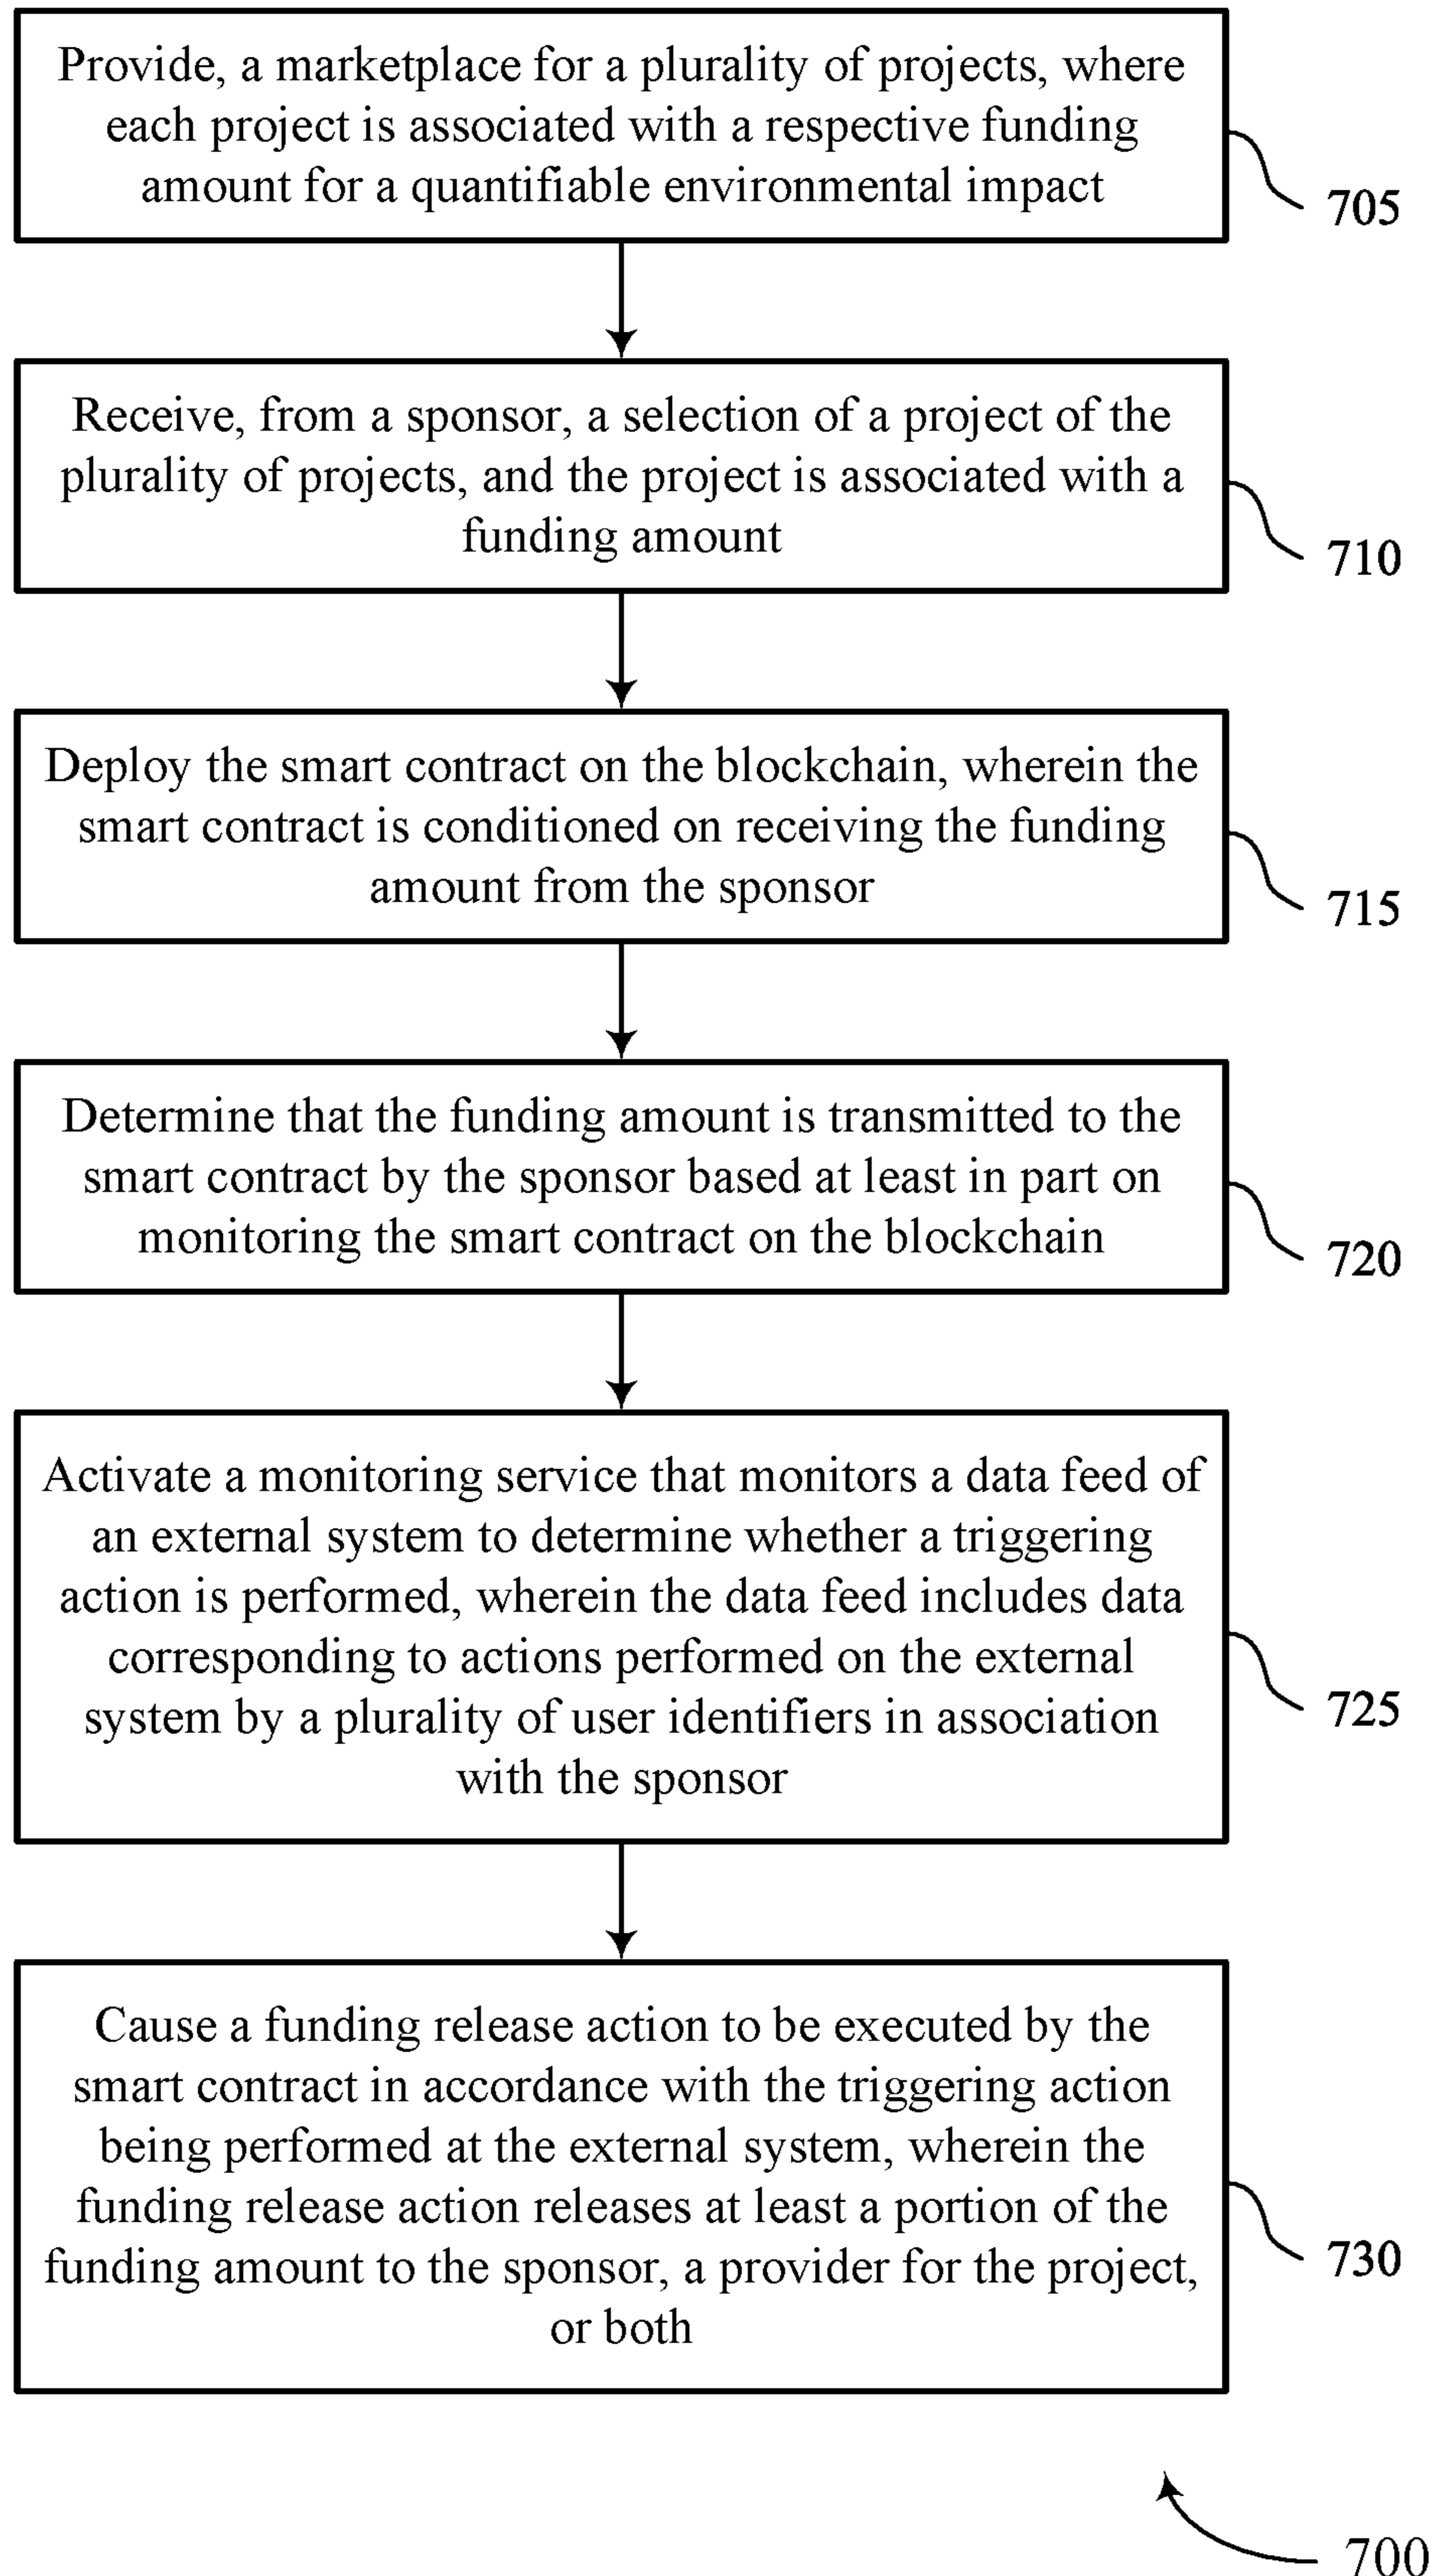 Provide, a marketplace for a plurality of projects, where
each project is associated with a respective funding
amount for a quantifiable environmental impact
705
Receive, from a sponsor, a selection of a project of the
plurality of projects, and the project is associated with a
funding amount
710
Deploy the smart contract on the blockchain, wherein the
smart contract is conditioned on receiving the funding
amount from the sponsor
715
Determine that the funding amount is transmitted to the
smart contract by the sponsor based at least in part on
monitoring the smart contract on the blockchain
720
Activate a monitoring service that monitors a data feed of
an external system to determine whether a triggering
action is performed, wherein the data feed includes data
corresponding to actions performed on the external
system by a plurality of user identifiers in association
with the sponsor
725
Cause a funding release action to be executed by the
smart contract in accordance with the triggering action
being performed at the external system, wherein the
funding release action releases at least a portion of the
funding amount to the sponsor, a provider for the project,
or both
730
700